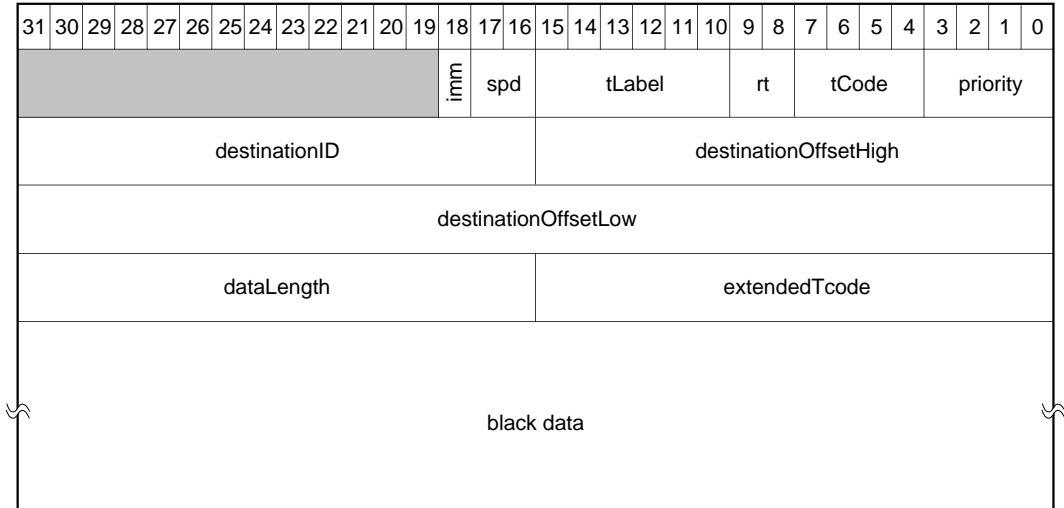 31 30 29 28 27 26 25 24 23 22 21 20 19 18 17 16 15 14 13 12 11 10 9 8 7 6 5 4 3 2 1 0
imm spd tLabel rt tCode priority
destinationID destinationOffsetHigh
destinationOffsetLow
dataLength extendedTcode
black data